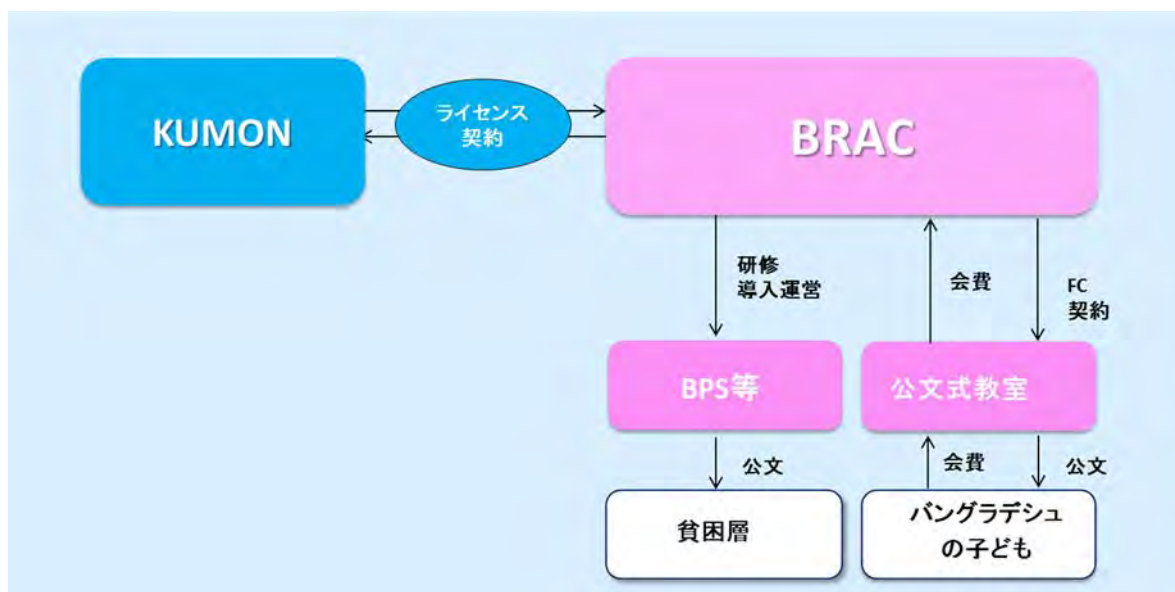 KUMON
ライセンス
契約
BRAC
研修
導入運営
会費
FC
契約
BPS等
公文式教室
公文
会費
公文
貧困層
バングラデシュ
の子ども